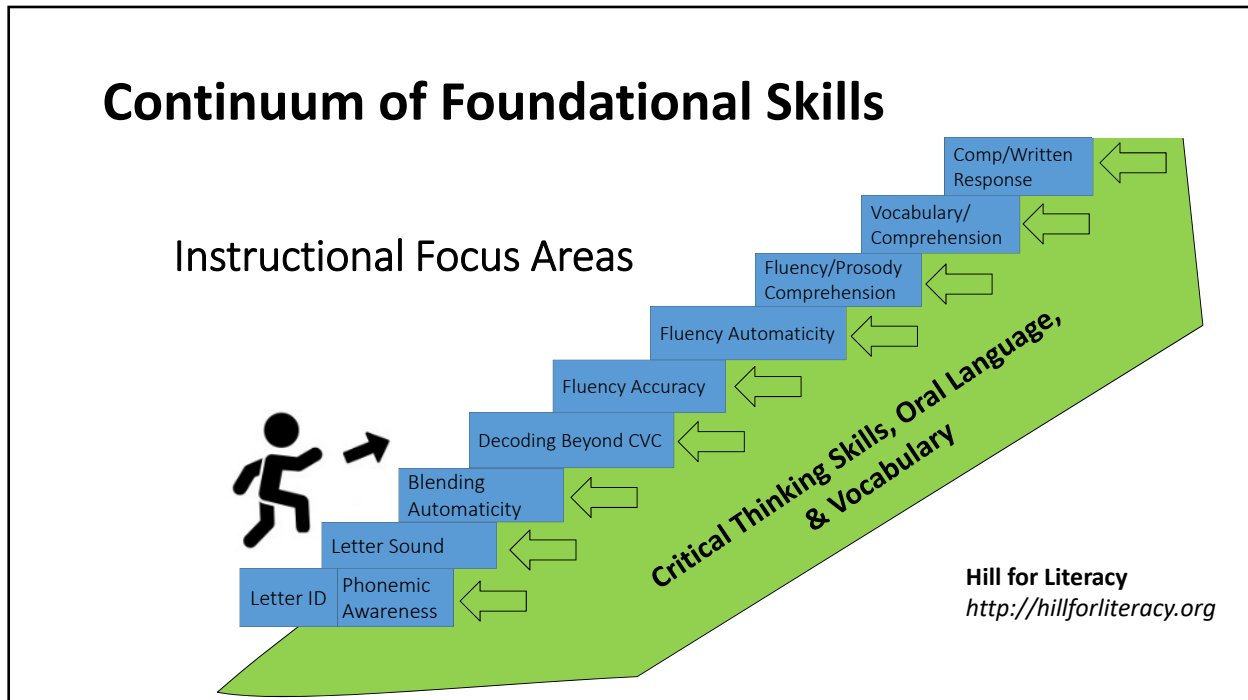 Continuum of Foundational Skills
Instructional Focus Areas
Comp/Written
Response
Vocabulary/
Comprehension
Fluency/Prosody
Comprehension
Fluency Automaticity
Fluency Accuracy
Decoding Beyond CVC
Blending
Automaticity
Letter Sound
Letter ID
Phonemic
Awareness
Critical Thinking Skills, Oral Language,
& Vocabulary
Hill for Literacy
http://hillforliteracy.org